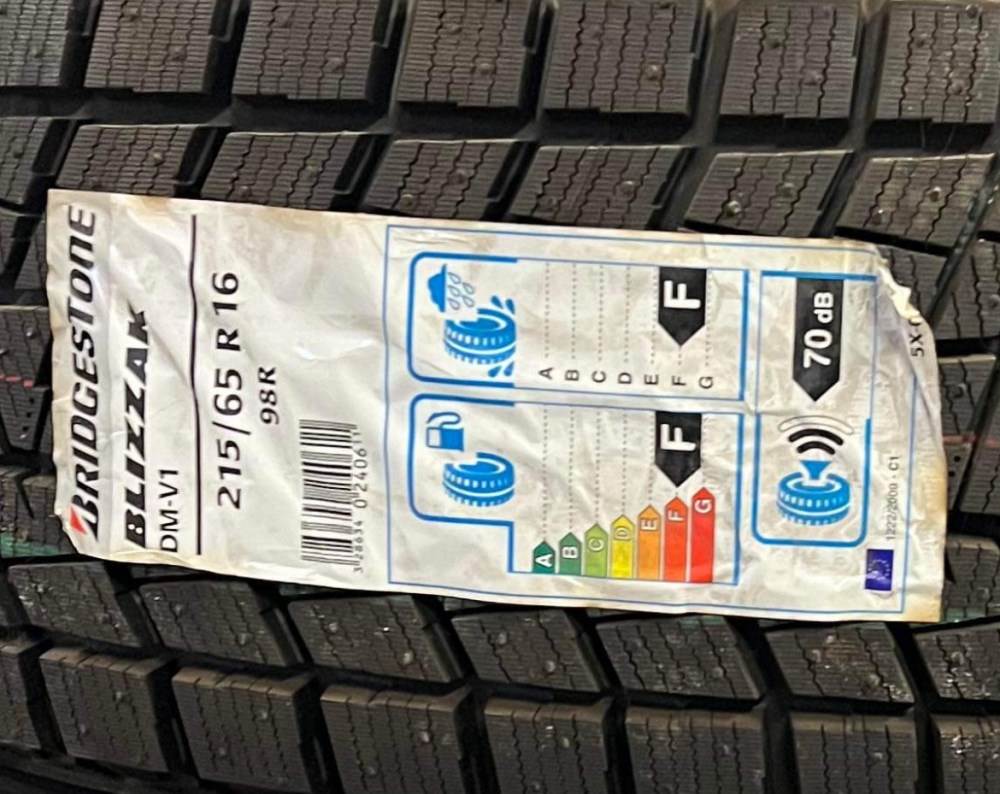 BRIDGESTONE
BLIZZAK
DM-V1
215/65 R 16
98R
A
B
C
D
E
F
G
F
A
B
C
D
E
F
G
F
70 dB
1222/2009 - C1